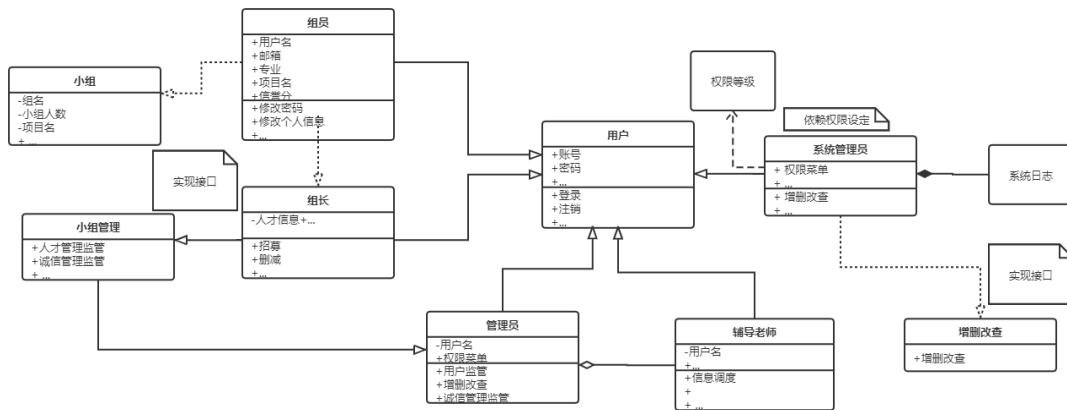 组员
+用户名
+邮箱
+专业
+项目名
+信誉分
+修改密码
+修改个人信息
+...
小组
-组名
-小组人数
-项目名
+ ...
实现接口
组长
-人才信息+...
+招募
+删减
+...
小组管理
+人才管理监管
+诚信管理监管
+ ...
用户
+账号
+密码
+...
+登录
+注销
+...
权限等级
依赖权限设定
系统管理员
+ 权限菜单
+ ...
+ 增删改查
+ ...
系统日志
实现接口
管理员
-用户名
+权限菜单
+用户监管
+增删改查
+诚信管理监管
辅导老师
-用户名
+...
+信息调度
+
+ ...
增删改查
+增删改查